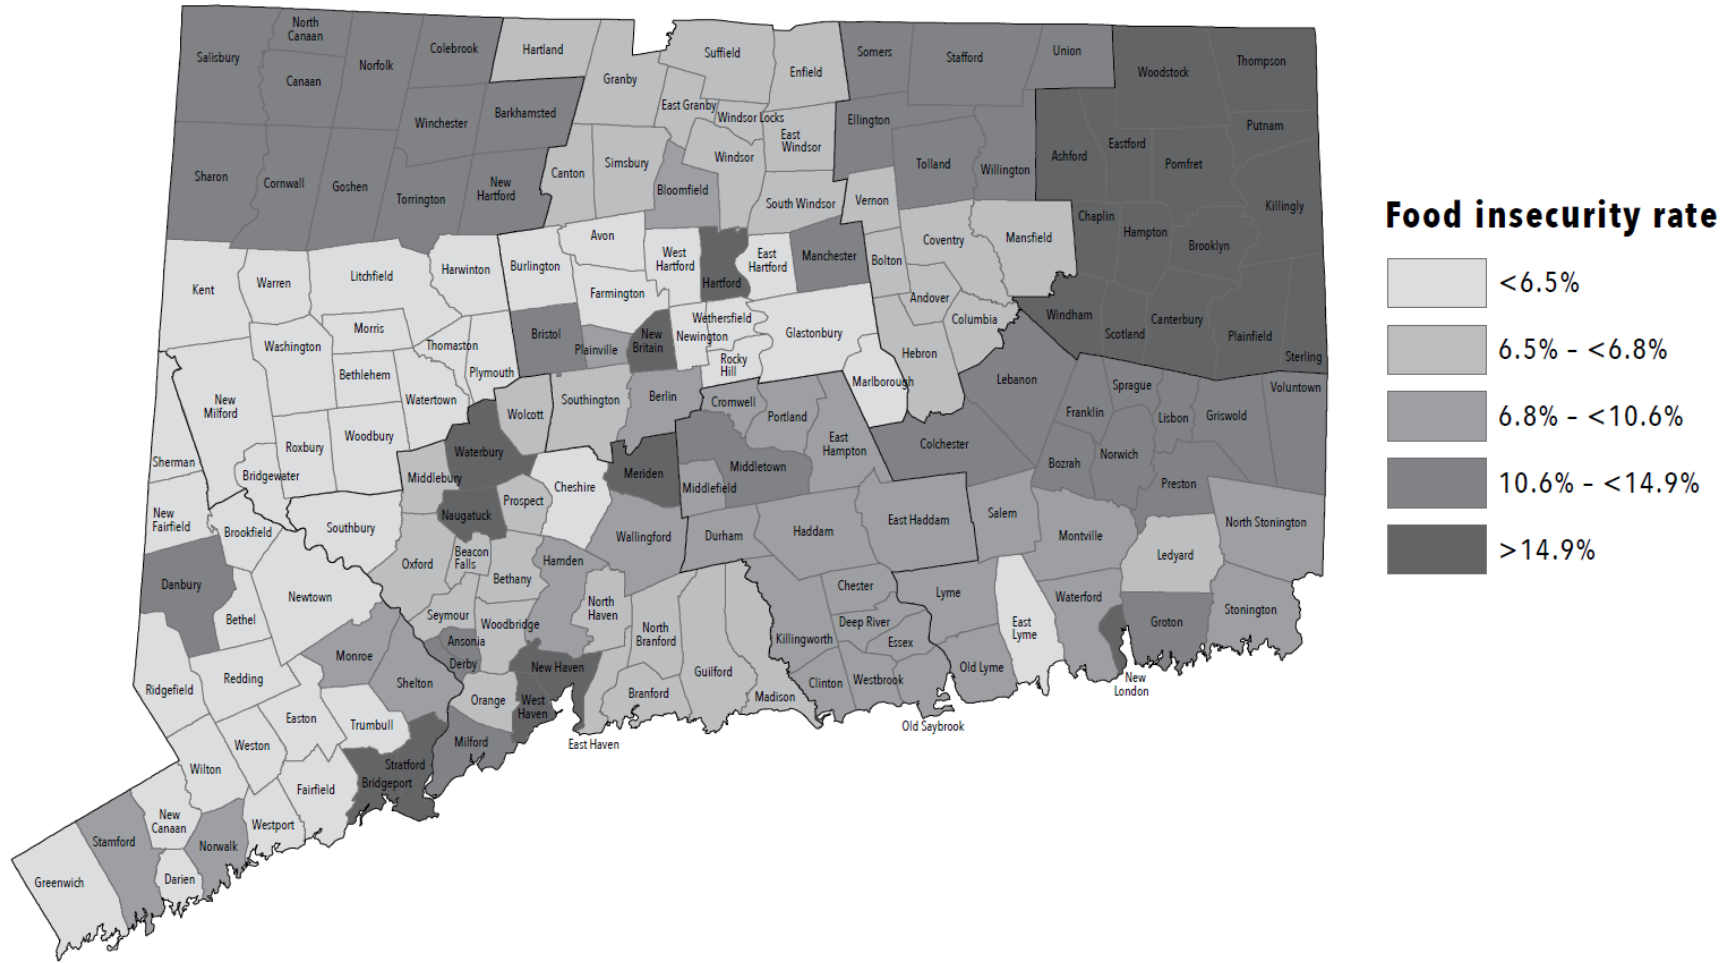 North
Canaan
Salisbury
Canaan
Norfolk
Colebrook
Hartland
Granby
Suffield
Enfield
Somers
Stafford
Union
Woodstock
Thompson
Winchester
Barkhamsted
East Granby
Windsor Locks
East
Windsor
Ellington
Tolland
Willington
Ashford
Eastford
Pomfret
Putnam
Sharon
Cornwall
Goshen
Torrington
New
Hartford
Canton
Simsbury
Bloomfield
Windsor
South Windsor
Vernon
Chaplin
Hampton
Brooklyn
Killingly
Kent
Warren
Litchfield
Harwinton
Burlington
Avon
Farmington
West
Hartford
Hartford
East
Hartford
Manchester
Bolton
Coventry
Mansfield
Andover
Columbia
Windham
Scotland
Canterbury
Plainfield
Sterling
Washington
Morris
Bethlehem
Thomaston
Plymouth
Watertown
Bristol
Plainville
New
Britain
Newington
Wethersfield
Rocky
Hill
Glastonbury
Marlborough
Hebron
Lebanon
Franklin
Sprague
Lisbon
Griswold
Voluntown
New
Milford
Sherman
Bridgewater
Roxbury
Woodbury
Waterbury
Wolcott
Southington
Berlin
Cromwell
Portland
East
Hampton
Colchester
Bozrah
Norwich
Preston
Middlebury
Naugatuck
Prospect
Cheshire
Meriden
Middletown
Middlefield
New
Fairfield
Brookfield
Southbury
Oxford
Beacon
Falls
Bethany
Hamden
Wallingford
Durham
Haddam
East Haddam
Salem
Montville
Ledyard
North Stonington
Danbury
Bethel
Newtown
Seymour
Woodbridge
North
Haven
North
Branford
Guilford
Killingworth
Chester
Deep River
Essex
Lyme
East
Lyme
Waterford
Groton
Stonington
Ridgefield
Redding
Monroe
Shelton
Ansonia
Derby
Orange
New Haven
West
Haven
Branford
Madison
Clinton
Westbrook
Old Lyme
New
London
Easton
Trumbull
Weston
Wilton
Fairfield
Stratford
Bridgeport
Milford
East Haven
Old Saybrook
New
Canaan
Westport
Stamford
Norwalk
Darien
Greenwich
Food insecurity rate
<6.5%
6.5% - <6.8%
6.8% - <10.6%
10.6% - <14.9%
>14.9%